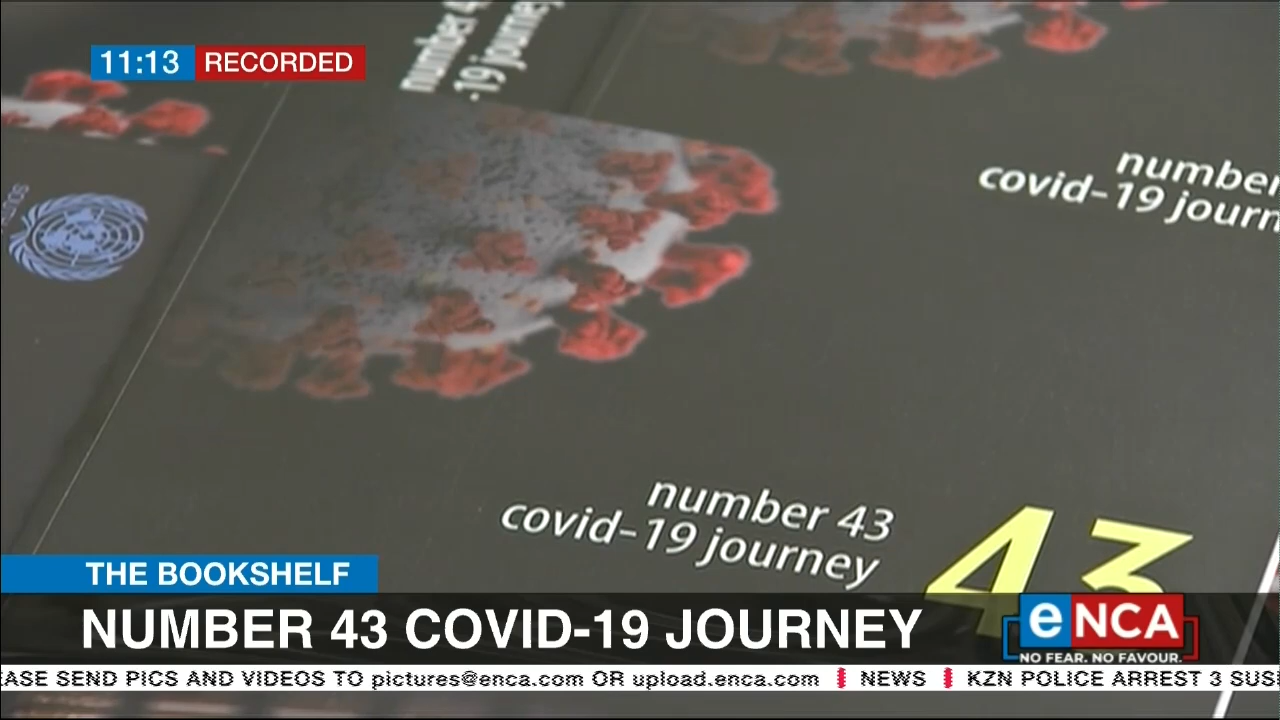 11:13 RECORDED
number 4
-19 journey
number
covid-19 journ
number 43
covid-19 journey
43
THE BOOKSHELF
NUMBER 43 COVID-19 JOURNEY
eNCA
NO FEAR. NO FAVOUR.
EASE SEND PICS AND VIDEOS TO pictures@enca.com OR upload.enca.com NEWS KZN POLICE ARREST 3 SUS